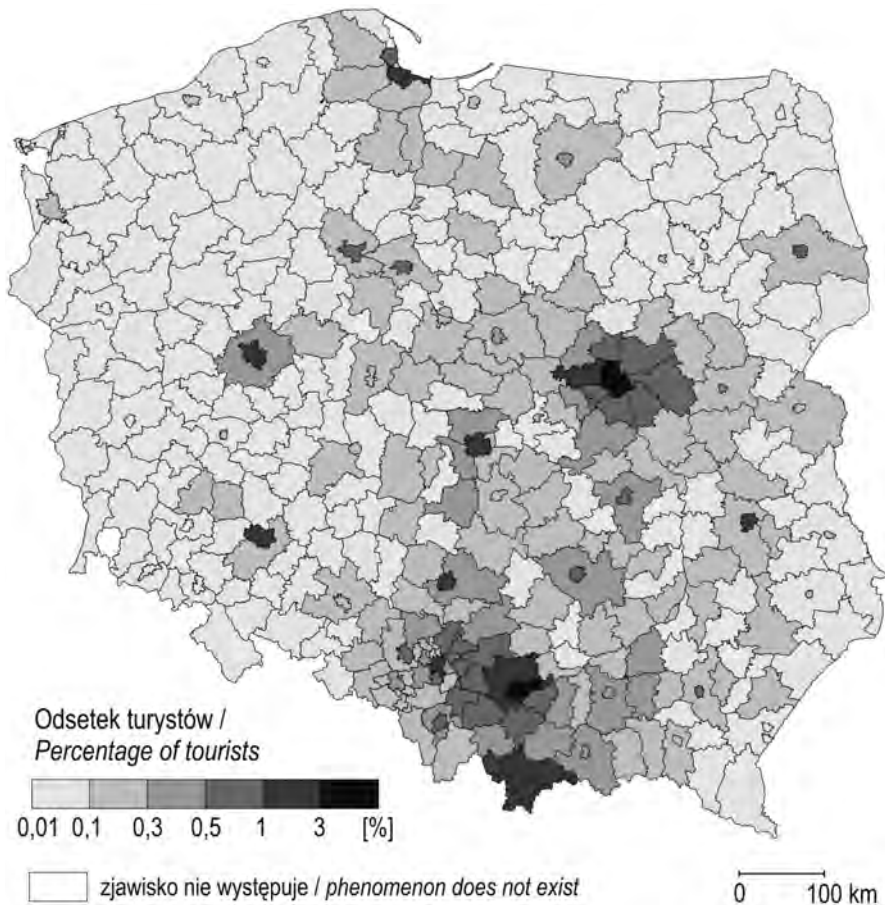 Odsetek turystów /
Percentage of tourists
0,01 0,1 0,3 0,5 1 3 [%]
zjawisko nie występuje / phenomenon does not exist
0 100 km